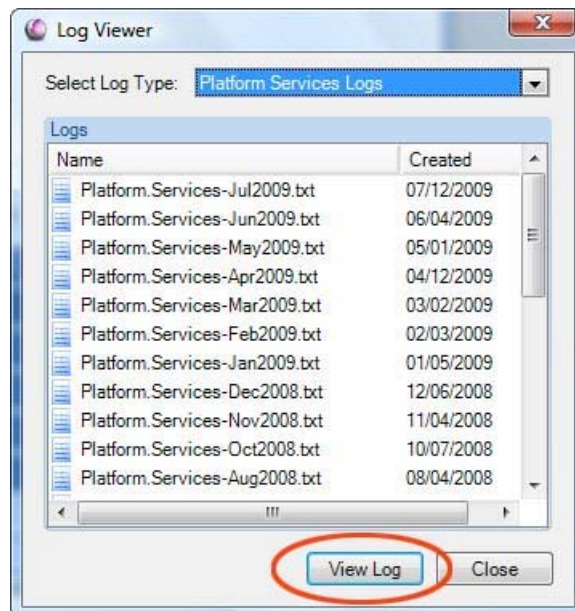 Log Viewer
Select Log Type: Platform Services Logs
Logs
Name Created
Platform.Services-Jul2009.txt 07/12/2009
Platform.Services-Jun2009.txt 06/04/2009
Platform.Services-May2009.txt 05/01/2009
Platform.Services-Apr2009.txt 04/12/2009
Platform.Services-Mar2009.txt 03/02/2009
Platform.Services-Feb2009.txt 02/03/2009
Platform.Services-Jan2009.txt 01/05/2009
Platform.Services-Dec2008.txt 12/06/2008
Platform.Services-Nov2008.txt 11/04/2008
Platform.Services-Oct2008.txt 10/07/2008
Platform.Services-Aug2008.txt 08/04/2008
View Log Close